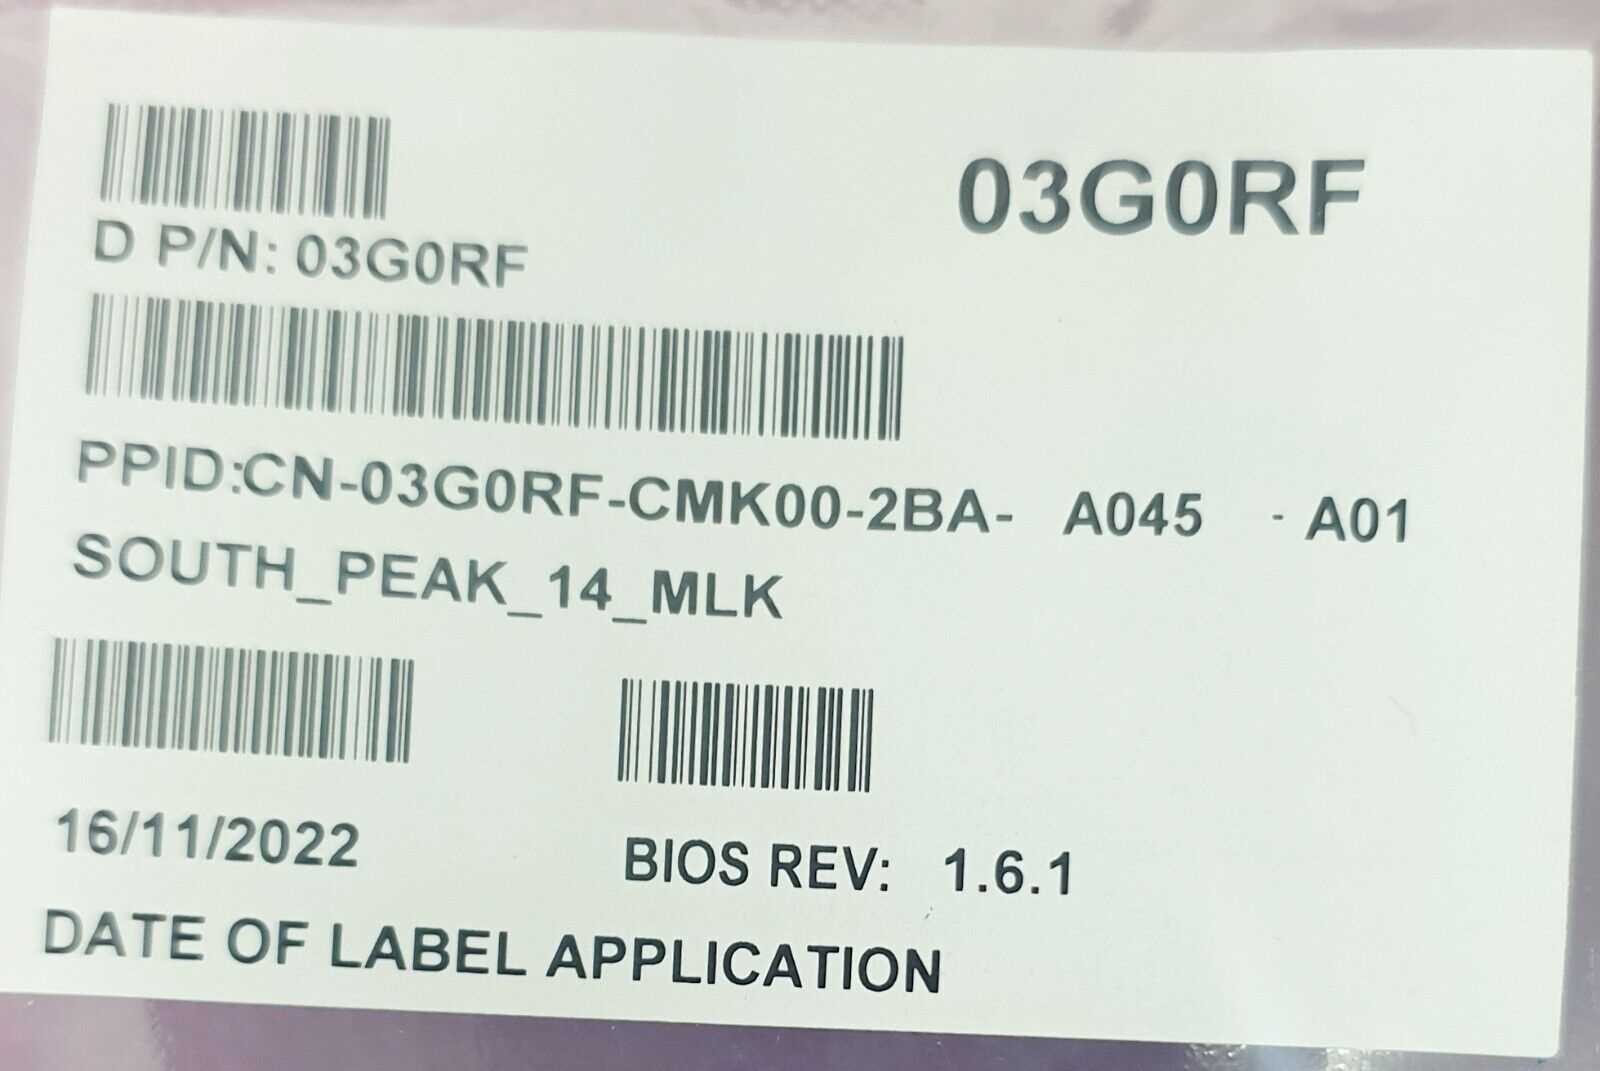 03G0RF
D P/N: 03G0RF
PPID:CN-03G0RF-CMK00-2BA- A045 - A01
SOUTH_PEAK_14_MLK
16/11/2022
BIOS REV: 1.6.1
DATE OF LABEL APPLICATION